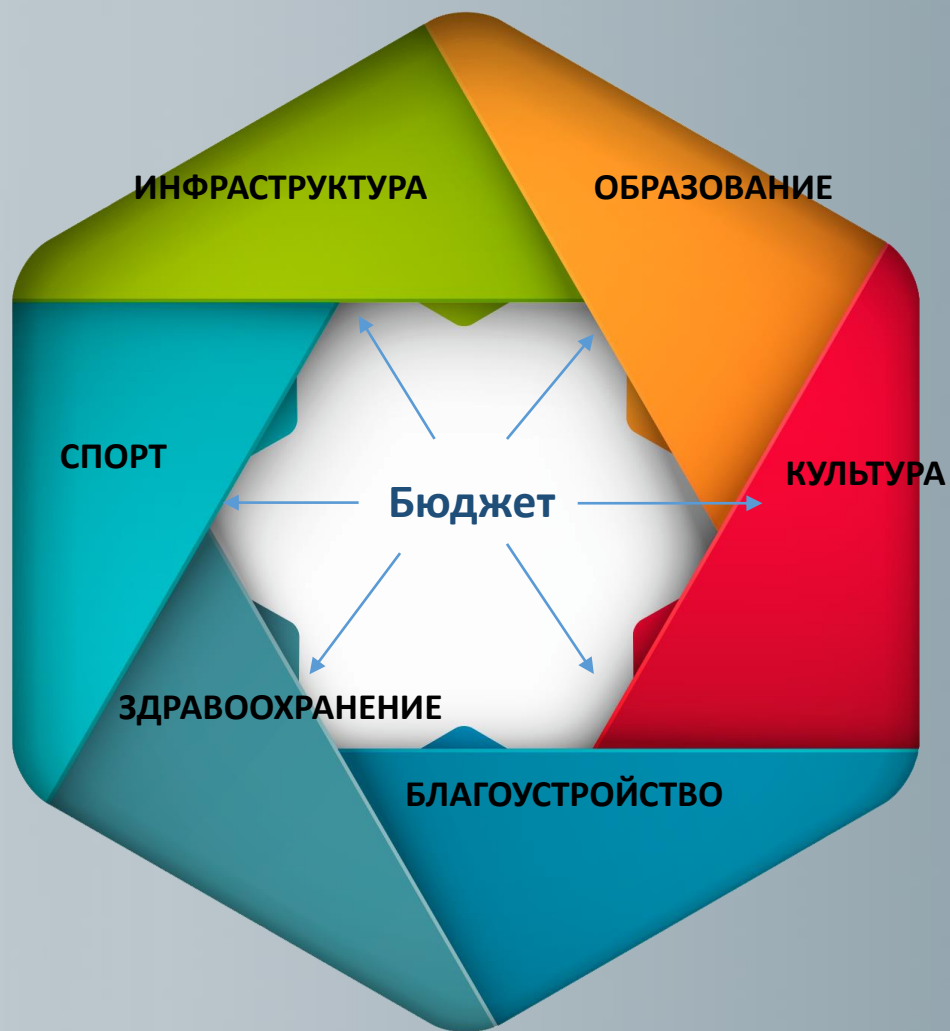 ИНФРАСТРУКТУРА
ОБРАЗОВАНИЕ
СПОРТ
КУЛЬТУРА
Бюджет
ЗДРАВООХРАНЕНИЕ
БЛАГОУСТРОЙСТВО